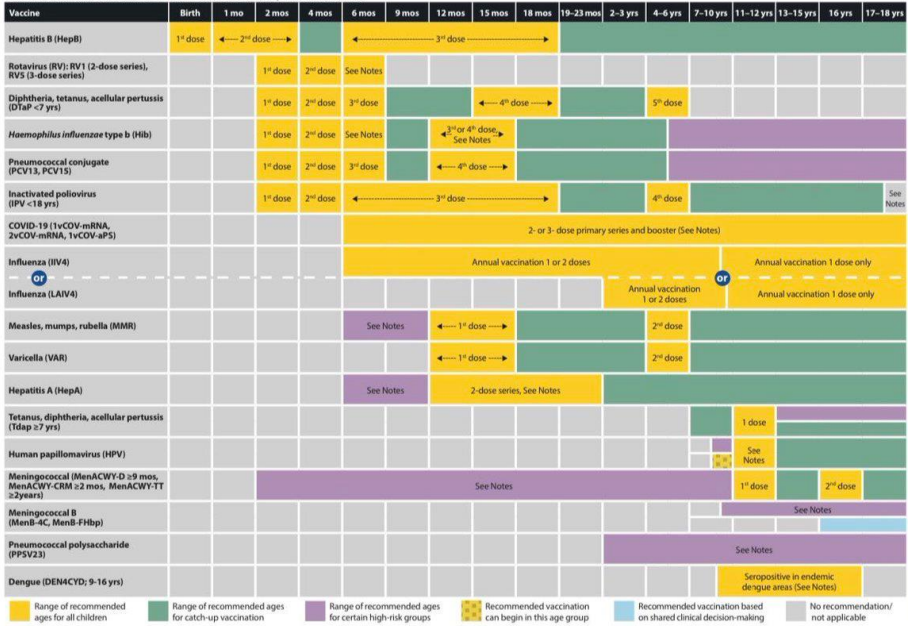 Vaccine Birth 1 mo 2 mos 4 mos 6 mos 9 mos 12 mos 15 mos 18 mos 19–23 mos 2–3 yrs 4–6 yrs 7–10 yrs 11–12 yrs 13–15 yrs 16 yrs 17–18 yrs
Hepatitis B (HepB) 1st dose 2nd dose 3rd dose
Rotavirus (RV): RV1 (2-dose series),
RV5 (3-dose series)
1st dose 2nd dose See Notes
Diphtheria, tetanus, acellular pertussis
(DTaP <7 yrs)
1st dose 2nd dose 3rd dose 4th dose 5th dose
Haemophilus influenzae type b (Hib)
1st dose 2nd dose See Notes
3rd or 4th dose,
See Notes
Pneumococcal conjugate
(PCV13, PCV15)
1st dose 2nd dose 3rd dose 4th dose
Inactivated poliovirus
(IPV <18 yrs)
1st dose 2nd dose 3rd dose 4th dose
See
Notes
COVID-19 (1vCOV-mRNA,
2vCOV-mRNA, 1vCOV-aPS)
2- or 3- dose primary series and booster (See Notes)
Influenza (IIV4) Annual vaccination 1 or 2 doses Annual vaccination 1 dose only
or or
Influenza (LAIV4)
Annual vaccination
1 or 2 doses
Annual vaccination 1 dose only
Measles, mumps, rubella (MMR) See Notes 1st dose 2nd dose
Varicella (VAR) 1st dose 2nd dose
Hepatitis A (HepA) See Notes 2-dose series, See Notes
Tetanus, diphtheria, acellular pertussis
(Tdap ≥7 yrs)
1 dose
Human papillomavirus (HPV)
See
Notes
Meningococcal (MenACWY-D ≥9 mos,
MenACWY-CRM ≥2 mos, MenACWY-TT
≥2years)
See Notes 1st dose 2nd dose
Meningococcal B
(MenB-4C, MenB-FHbp)
See Notes
Pneumococcal polysaccharide
(PPSV23)
See Notes
Dengue (DEN4CYD; 9-16 yrs)
Seropositive in endemic
dengue areas (See Notes)
Range of recommended
ages for all children
Range of recommended ages
for catch-up vaccination
Range of recommended ages
for certain high-risk groups
Recommended vaccination
can begin in this age group
Recommended vaccination based
on shared clinical decision-making
No recommendation/
not applicable